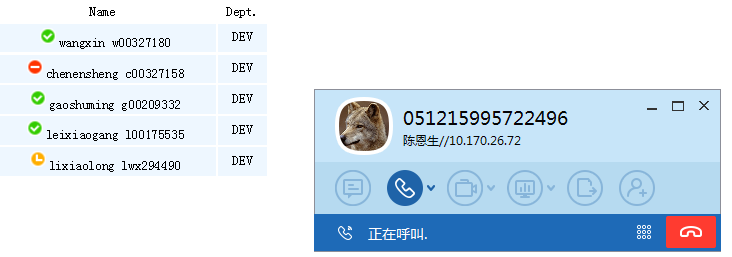 Name Dept.
wangxin w00327180 DEV
chenensheng c00327158 DEV
gaoshuming g00209332 DEV
leixiaogang l00175535 DEV
lixiaolong lwx294490 DEV
051215995722496
陈恩生//10.170.26.72
正在呼叫.